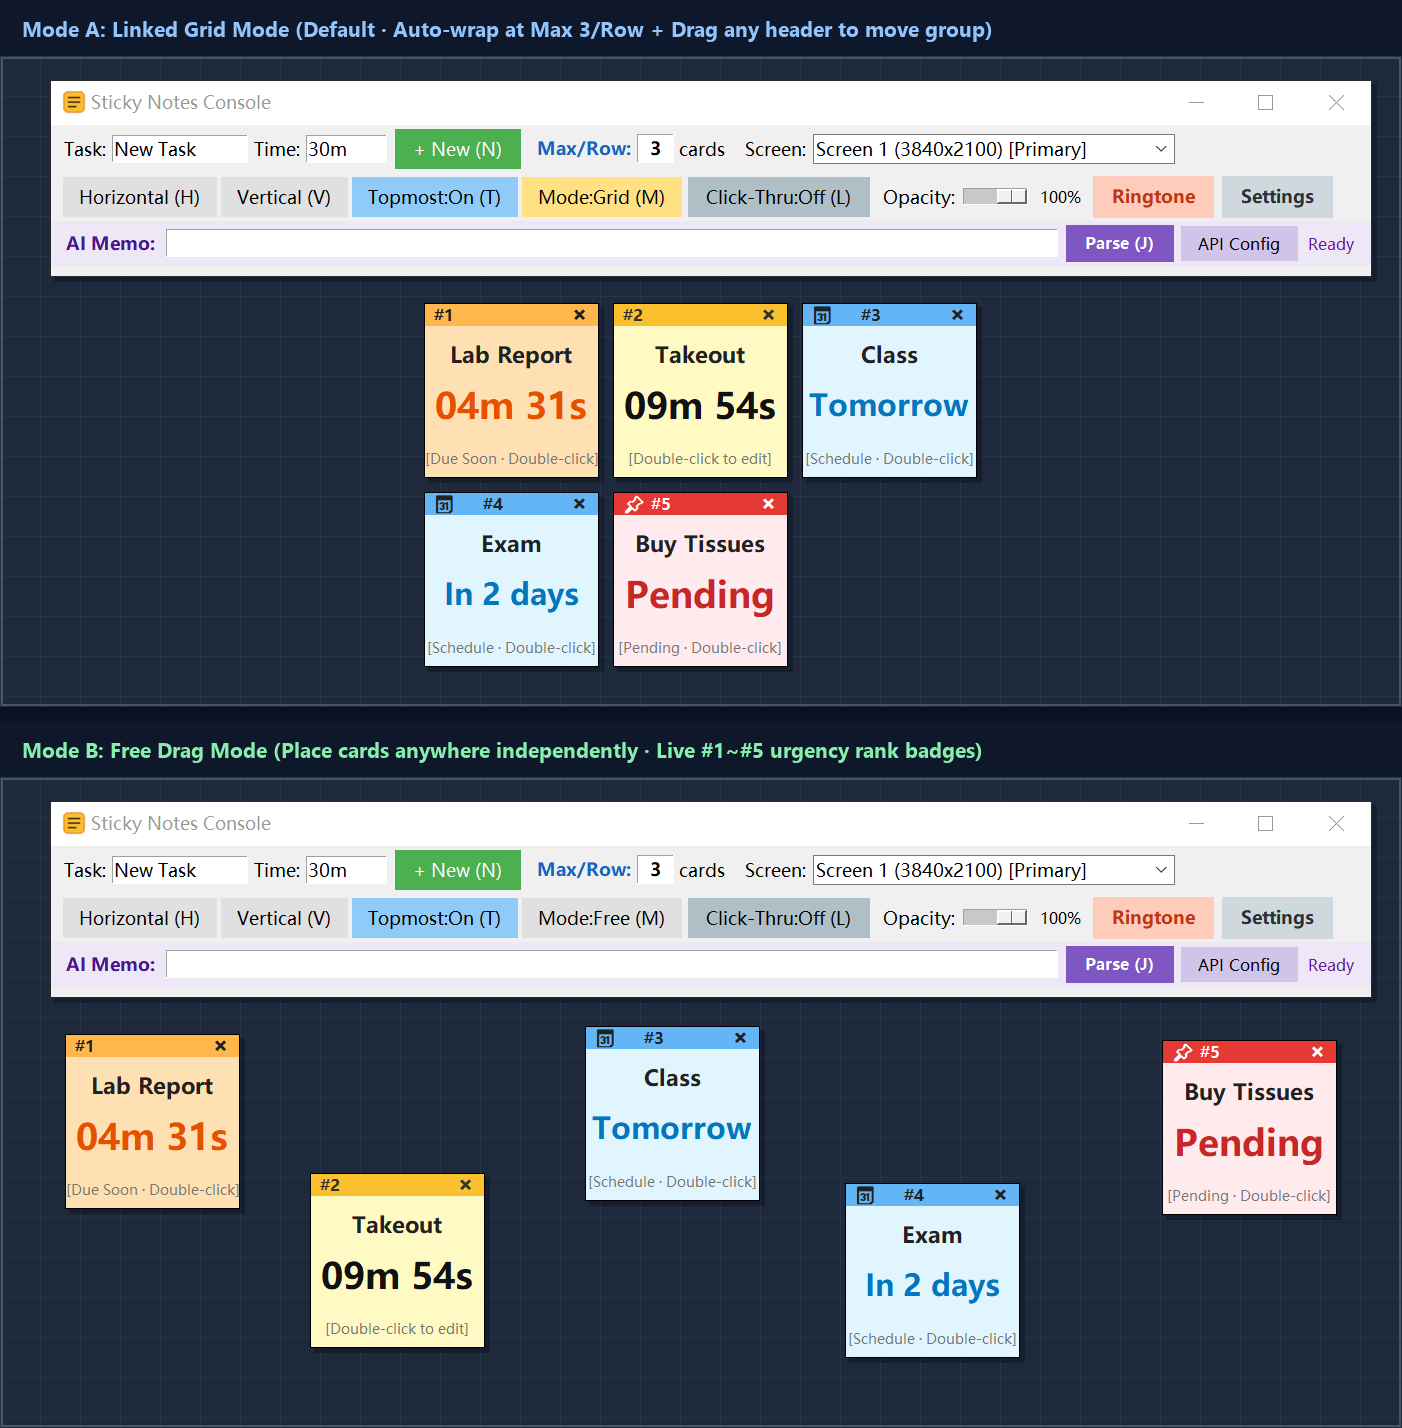 Mode A: Linked Grid Mode (Default · Auto-wrap at Max 3/Row + Drag any header to move group)
Sticky Notes Console
Task: New Task Time: 30m + New (N) Max/Row: 3 cards Screen: Screen 1 (3840x2100) [Primary]
Horizontal (H) Vertical (V) Topmost:On (T) Mode:Grid (M) Click-Thru:Off (L) Opacity: 100% Ringtone Settings
AI Memo: Parse (J) API Config Ready
#1
Lab Report
04m 31s
[Due Soon · Double-click]
#2
Takeout
09m 54s
[Double-click to edit]
31 #3
Class
Tomorrow
[Schedule · Double-click]
31 #4
Exam
In 2 days
[Schedule · Double-click]
#5
Buy Tissues
Pending
[Pending · Double-click]
Mode B: Free Drag Mode (Place cards anywhere independently · Live #1~#5 urgency rank badges)
Sticky Notes Console
Task: New Task Time: 30m + New (N) Max/Row: 3 cards Screen: Screen 1 (3840x2100) [Primary]
Horizontal (H) Vertical (V) Topmost:On (T) Mode:Free (M) Click-Thru:Off (L) Opacity: 100% Ringtone Settings
AI Memo: Parse (J) API Config Ready
#1
Lab Report
04m 31s
[Due Soon · Double-click]
#2
Takeout
09m 54s
[Double-click to edit]
31 #3
Class
Tomorrow
[Schedule · Double-click]
31 #4
Exam
In 2 days
[Schedule · Double-click]
#5
Buy Tissues
Pending
[Pending · Double-click]